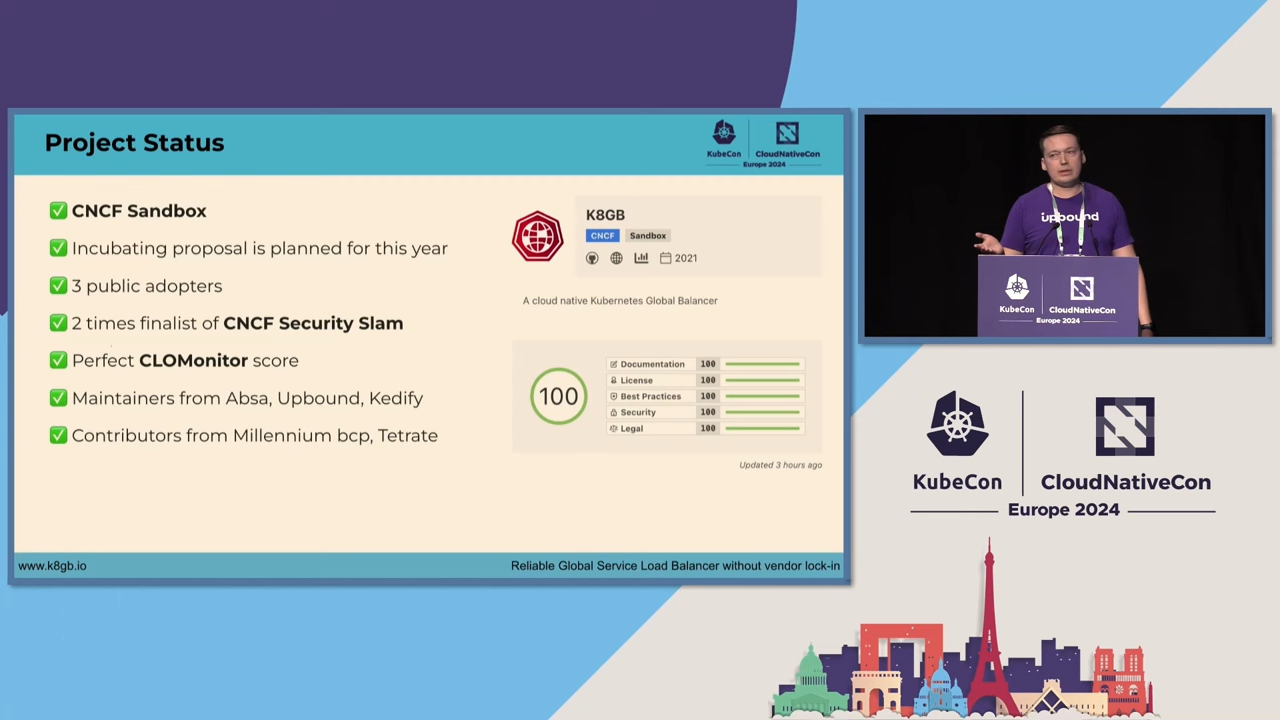 Project Status
KubeCon
CloudNativeCon
Europe 2024
✅ CNCF Sandbox
✅ Incubating proposal is planned for this year
✅ 3 public adopters
✅ 2 times finalist of CNCF Security Slam
✅ Perfect CLOMonitor score
✅ Maintainers from Absa, Upbound, Kedify
✅ Contributors from Millennium bcp, Tetrate
K8GB
CNCF Sandbox
2021
A cloud native Kubernetes Global Balancer
100
Documentation 100
License 100
Best Practices 100
Security 100
Legal 100
Updated 3 hours ago
www.k8gb.io
Reliable Global Service Load Balancer without vendor lock-in
upbound
KubeCon
CloudNativeCon
Europe 2024
KubeCon
CloudNativeCon
Europe 2024